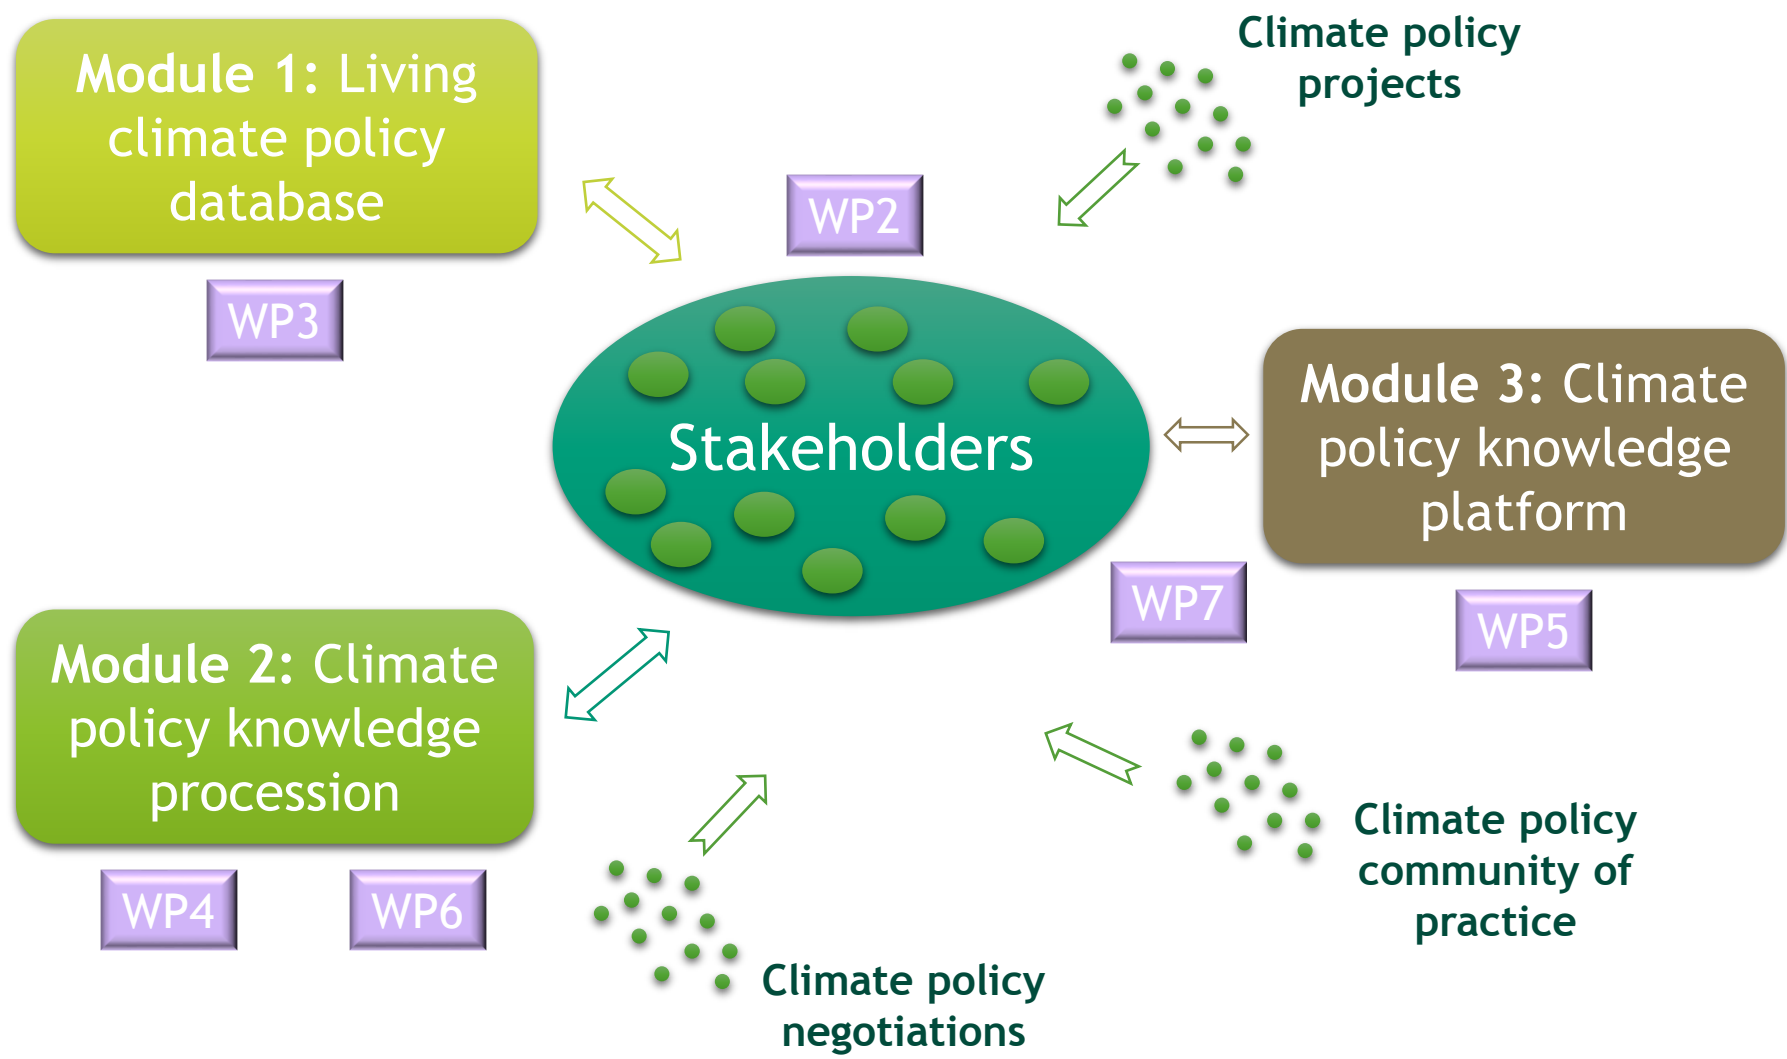 Module 1: Living
climate policy
database
WP3
WP2
Climate policy
projects
Stakeholders
Module 3: Climate
policy knowledge
platform
WP7
WP5
Module 2: Climate
policy knowledge
procession
WP4
WP6
Climate policy
negotiations
Climate policy
community of
practice